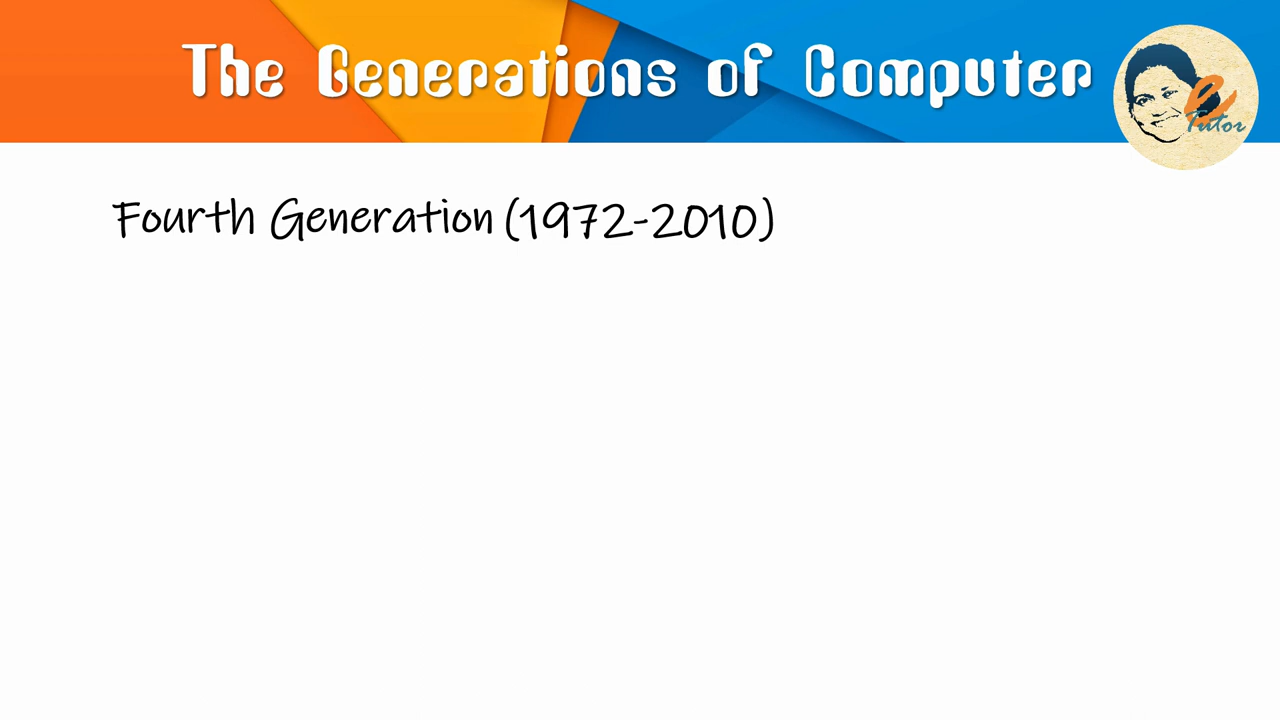 The Generations of Computer
e Tutor
Fourth Generation (1972-2010)